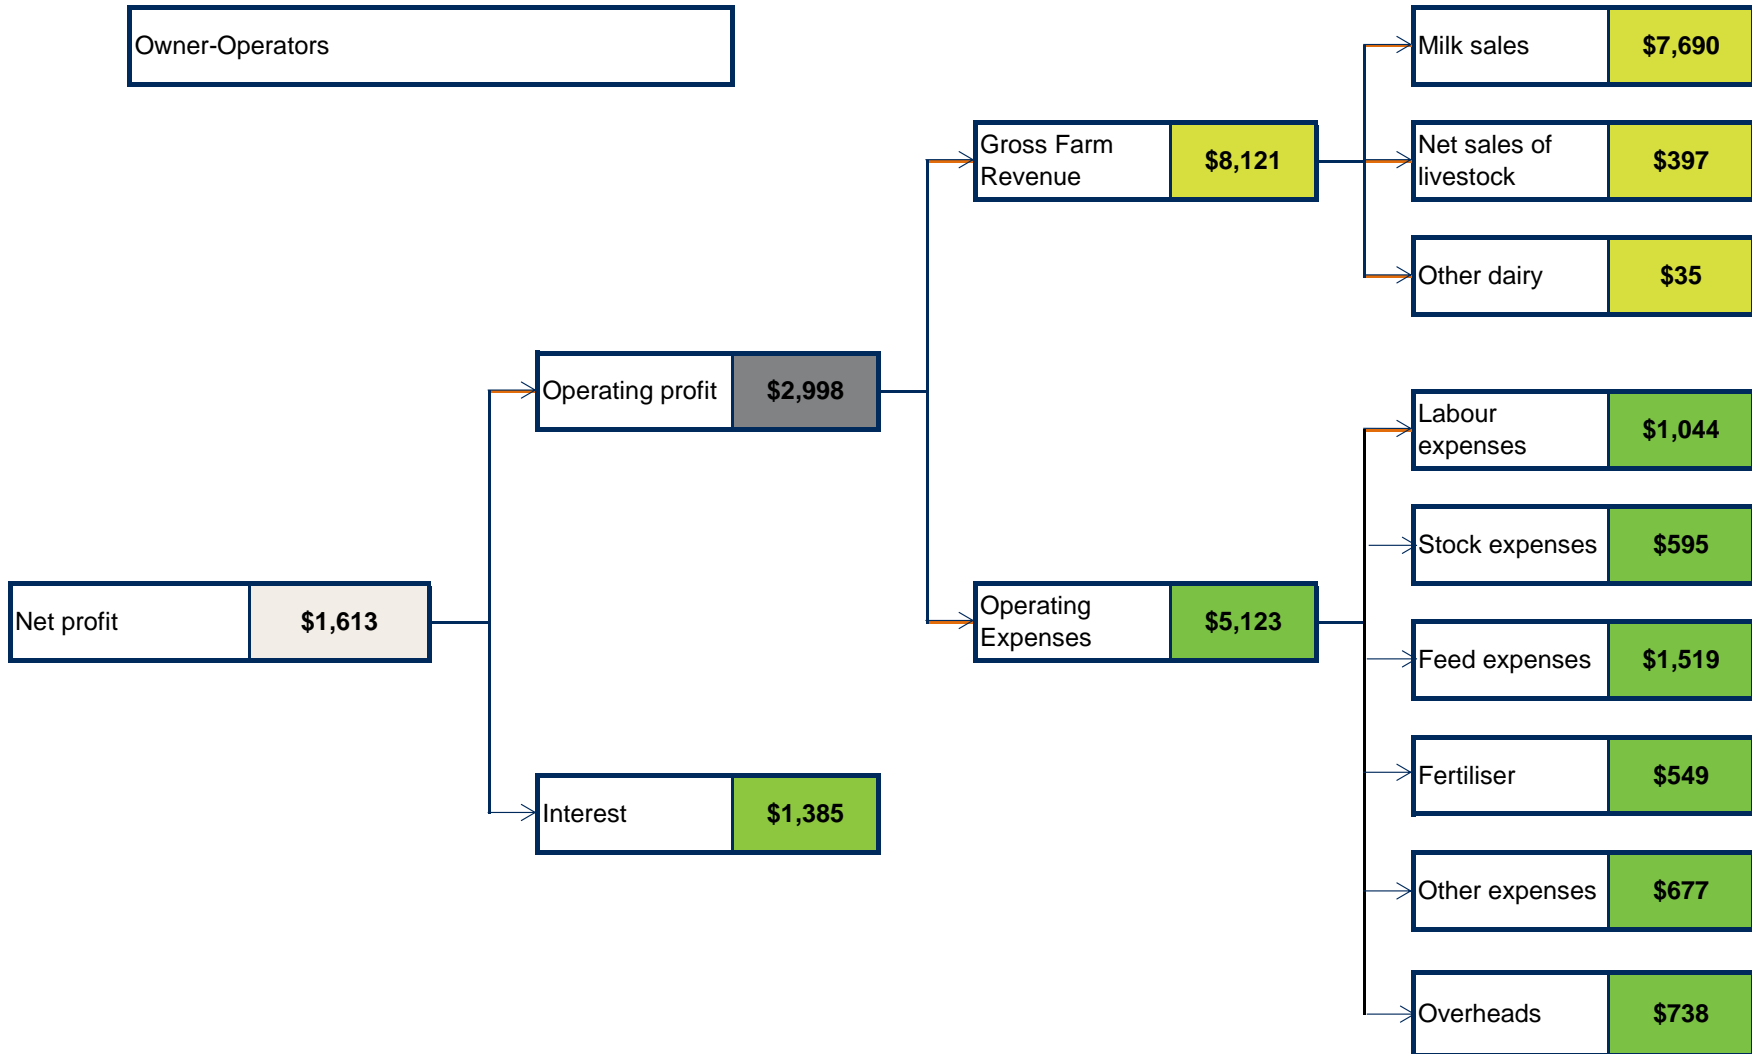 Owner-Operators
Milk sales $7,690
Gross Farm
Revenue
$8,121
Net sales of
livestock
$397
Other dairy $35
Operating profit $2,998
Labour
expenses
$1,044
Stock expenses $595
Net profit $1,613
Operating
Expenses
$5,123
Feed expenses $1,519
Interest $1,385
Fertiliser $549
Other expenses $677
Overheads $738